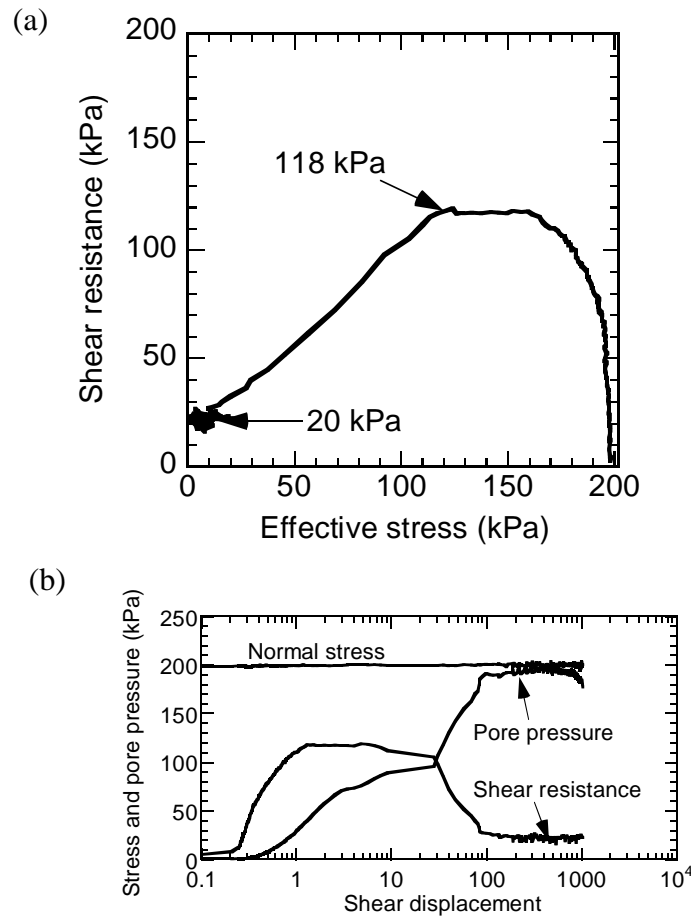 (a)
200
150
100
50
0
Shear resistance (kPa)
118 kPa
20 kPa
0 50 100 150 200
Effective stress (kPa)
(b)
250
200
150
100
50
0
Stress and pore pressure (kPa)
Normal stress
Pore pressure
Shear resistance
0.1 1 10 100 1000 10⁴
Shear displacement